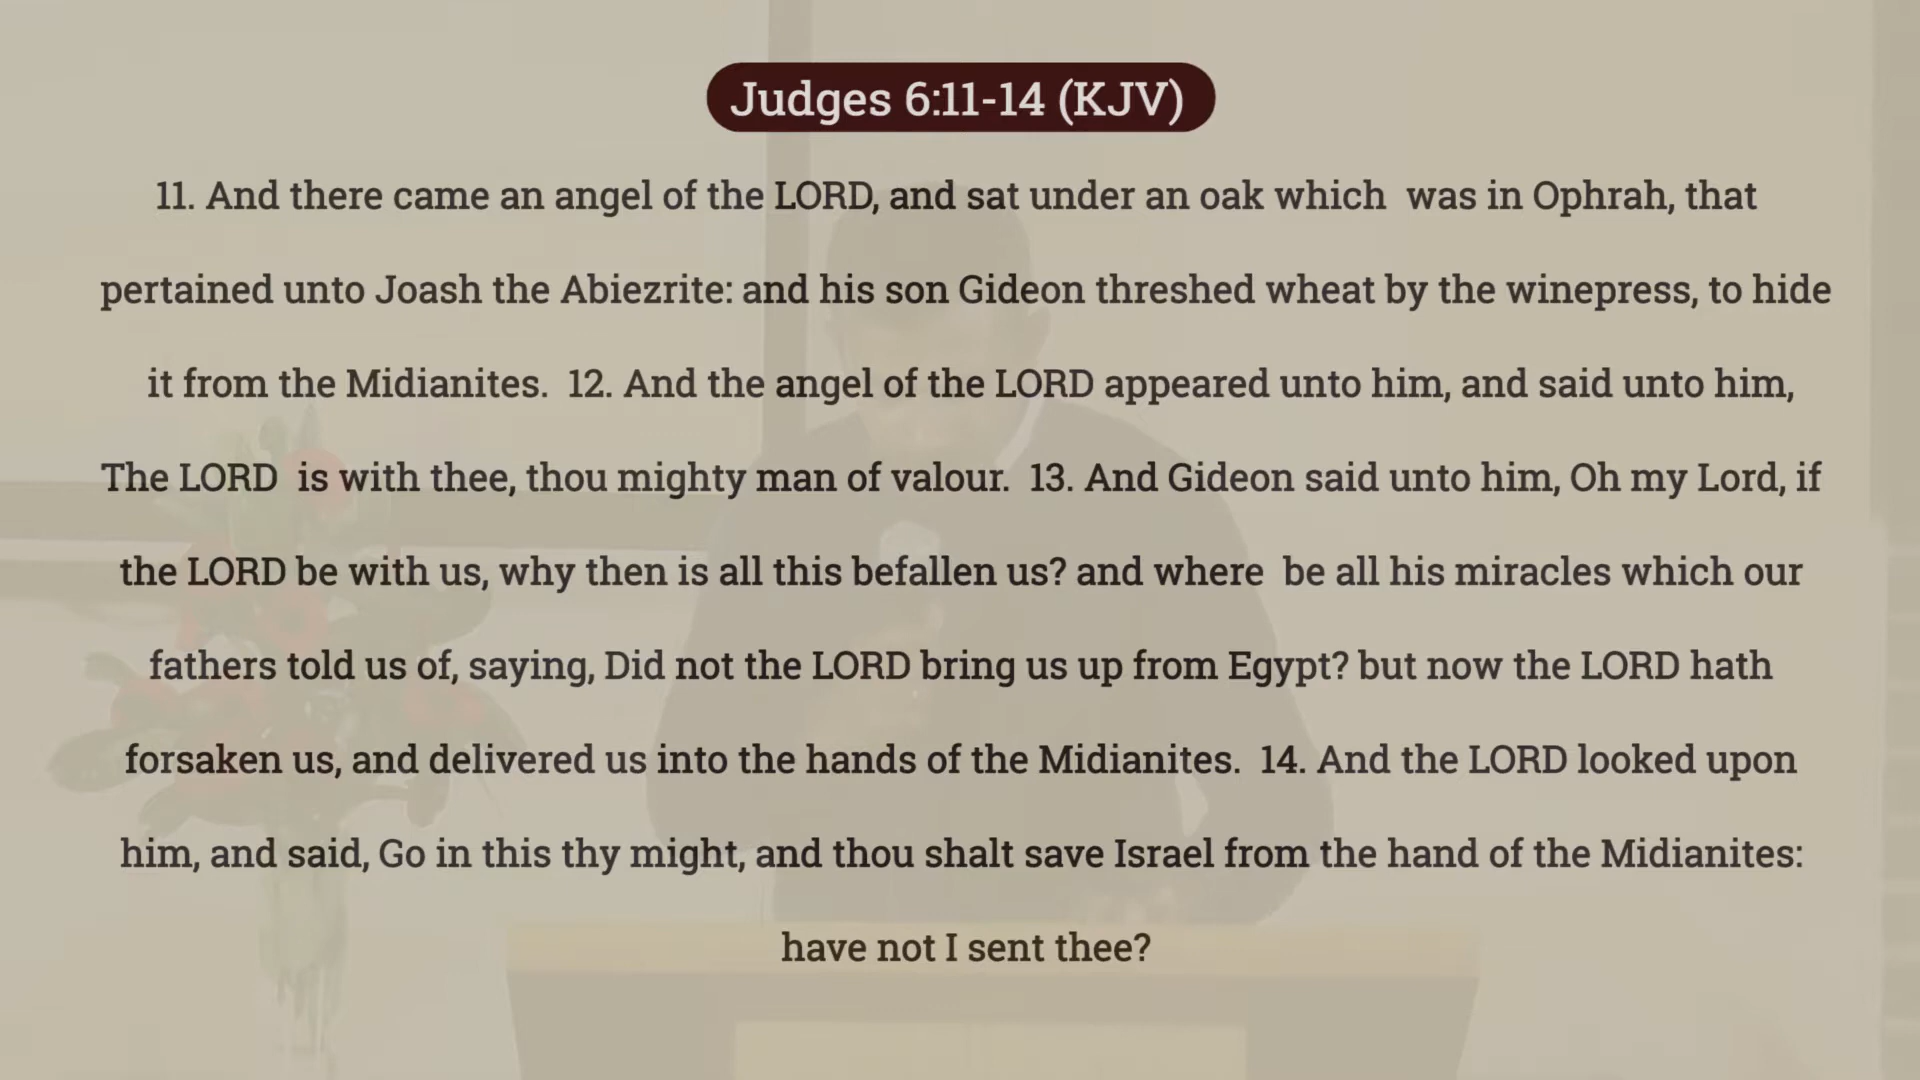 Judges 6:11-14 (KJV)
11. And there came an angel of the LORD, and sat under an oak which was in Ophrah, that
pertained unto Joash the Abiezrite: and his son Gideon threshed wheat by the winepress, to hide
it from the Midianites. 12. And the angel of the LORD appeared unto him, and said unto him,
The LORD is with thee, thou mighty man of valour. 13. And Gideon said unto him, Oh my Lord, if
the LORD be with us, why then is all this befallen us? and where be all his miracles which our
fathers told us of, saying, Did not the LORD bring us up from Egypt? but now the LORD hath
forsaken us, and delivered us into the hands of the Midianites. 14. And the LORD looked upon
him, and said, Go in this thy might, and thou shalt save Israel from the hand of the Midianites:
have not I sent thee?